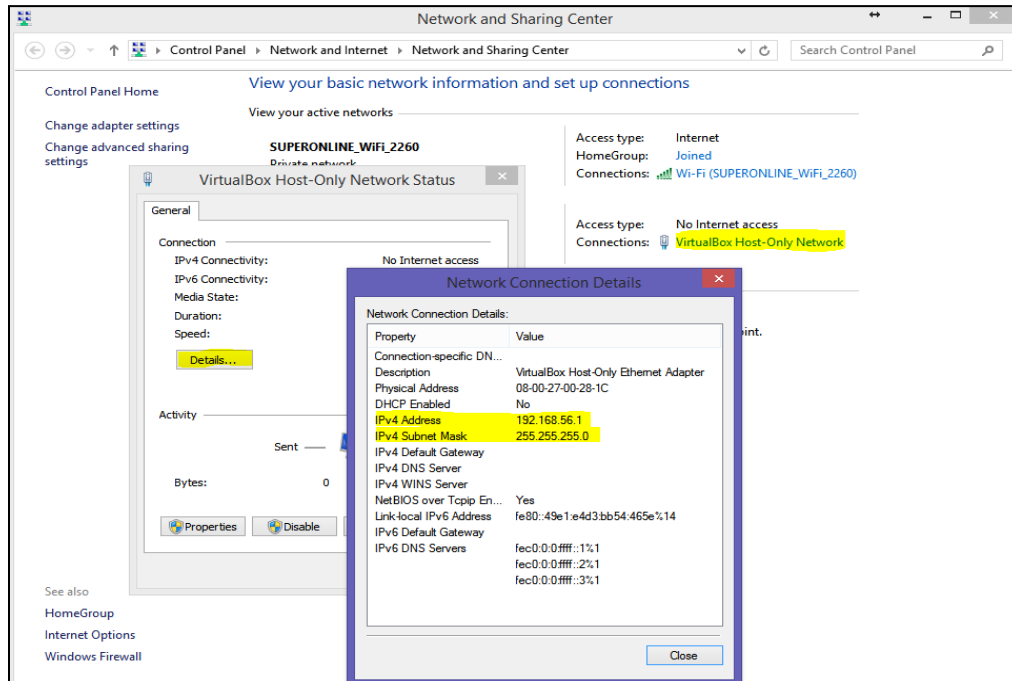 Network and Sharing Center
Control Panel Network and Internet Network and Sharing Center
Search Control Panel
Control Panel Home
Change adapter settings
Change advanced sharing
settings
View your basic network information and set up connections
View your active networks
SUPERONLINE_WiFi_2260
Private network
Access type: Internet
HomeGroup: Joined
Connections: Wi-Fi (SUPERONLINE_WiFi_2260)
Access type: No Internet access
Connections: VirtualBox Host-Only Network
VirtualBox Host-Only Network Status
General
Connection
IPv4 Connectivity: No Internet access
IPv6 Connectivity:
Media State:
Duration:
Speed:
Details...
Activity
Sent
Bytes: 0
Properties
Disable
Network Connection Details
Network Connection Details:
Property Value
Connection-specific DN...
Description VirtualBox Host-Only Ethernet Adapter
Physical Address 08-00-27-00-28-1C
DHCP Enabled No
IPv4 Address 192.168.56.1
IPv4 Subnet Mask 255.255.255.0
IPv4 Default Gateway
IPv4 DNS Server
IPv4 WINS Server
NetBIOS over Tcpip En... Yes
Link-local IPv6 Address fe80::49e1:e4d3:bb54:465e%14
IPv6 Default Gateway
IPv6 DNS Servers fec0:0:0:ffff::1%1
fec0:0:0:ffff::2%1
fec0:0:0:ffff::3%1
Close
See also
HomeGroup
Internet Options
Windows Firewall